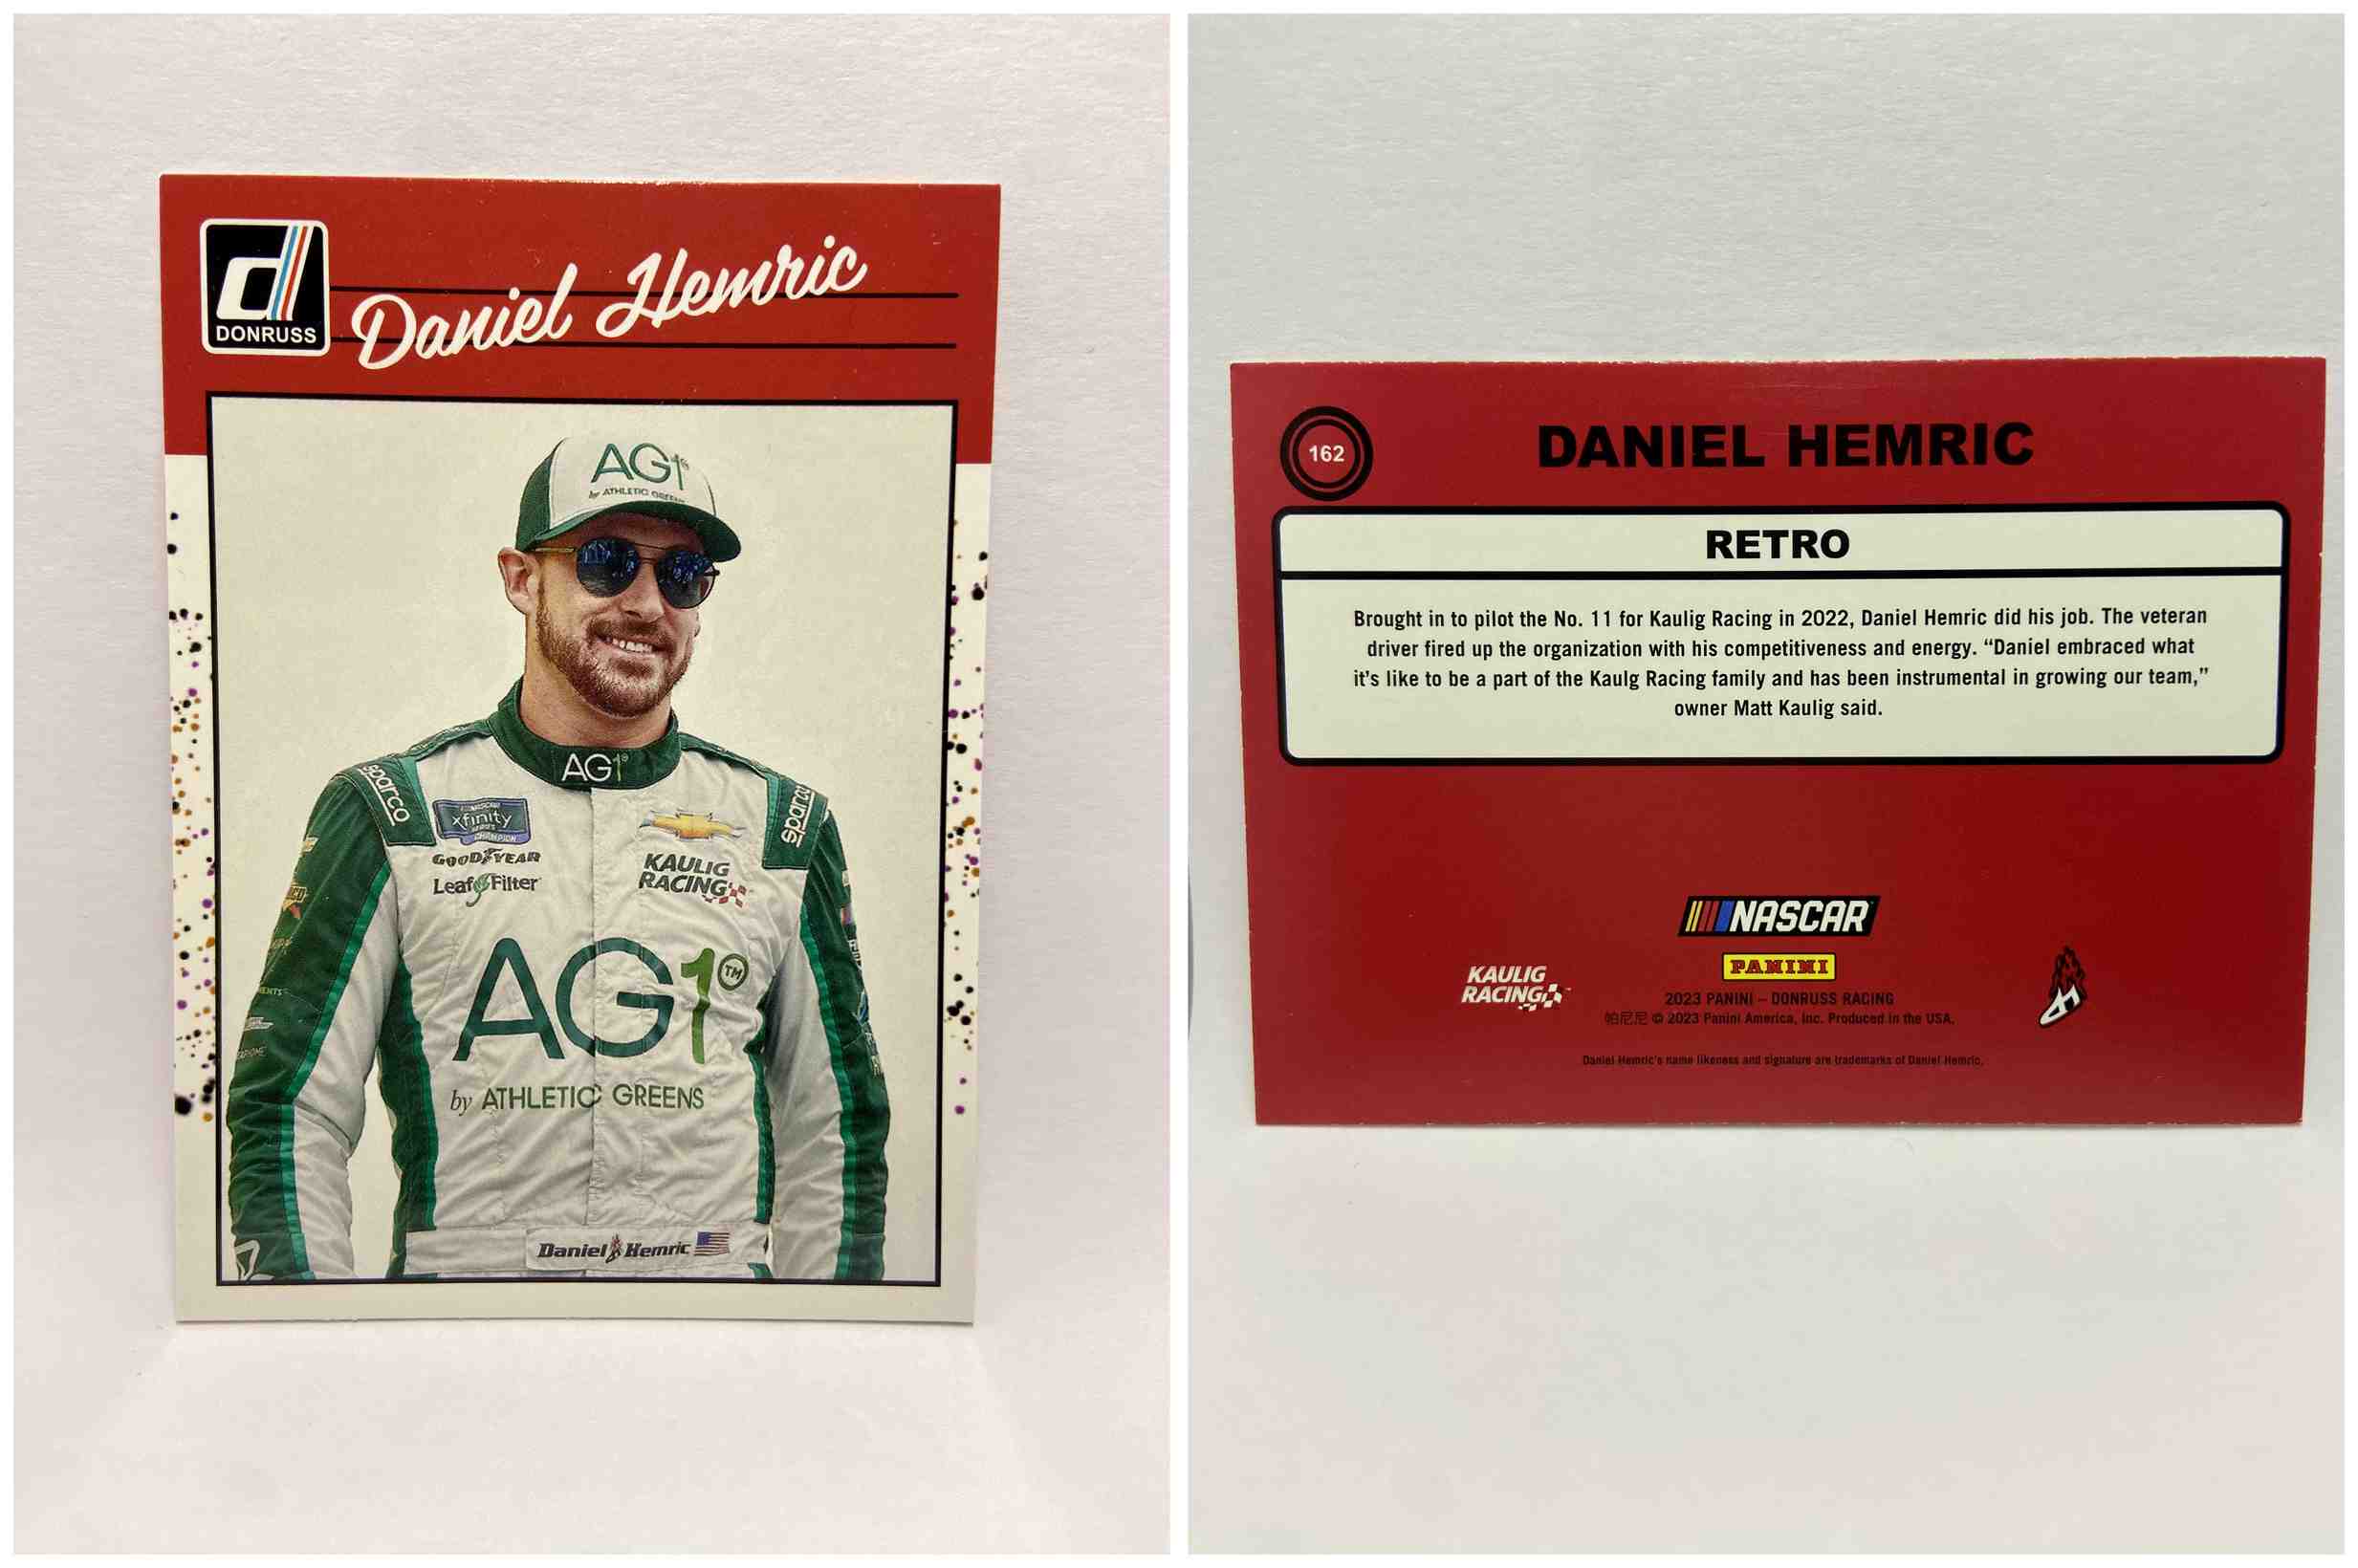 DONRUSS
Daniel Hemric
AG1
by ATHLETIC GREENS
AG1
sparco
sparco
NASCAR
xfinity
SERIES
CHAMPION
GOODYEAR
LeafFilter
KAULIG
RACING
AG1™
by ATHLETIC GREENS
Daniel Hemric
162
DANIEL HEMRIC
RETRO
Brought in to pilot the No. 11 for Kaulig Racing in 2022, Daniel Hemric did his job. The veteran
driver fired up the organization with his competitiveness and energy. “Daniel embraced what
it’s like to be a part of the Kaulg Racing family and has been instrumental in growing our team,”
owner Matt Kaulig said.
NASCAR
PANINI
KAULIG
RACING
2023 PANINI – DONRUSS RACING
帕尼尼 © 2023 Panini America, Inc. Produced in the USA.
Daniel Hemric's name likeness and signature are trademarks of Daniel Hemric.